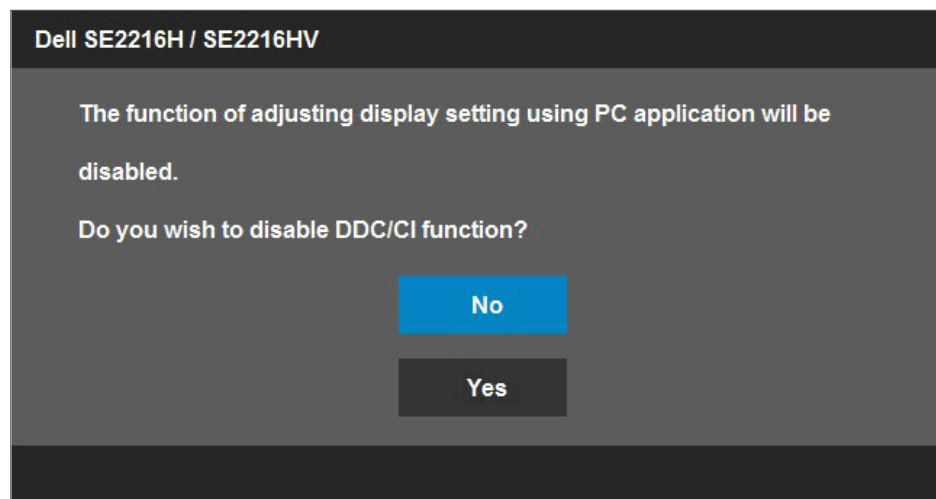 Dell SE2216H / SE2216HV
The function of adjusting display setting using PC application will be
disabled.
Do you wish to disable DDC/CI function?
No
Yes